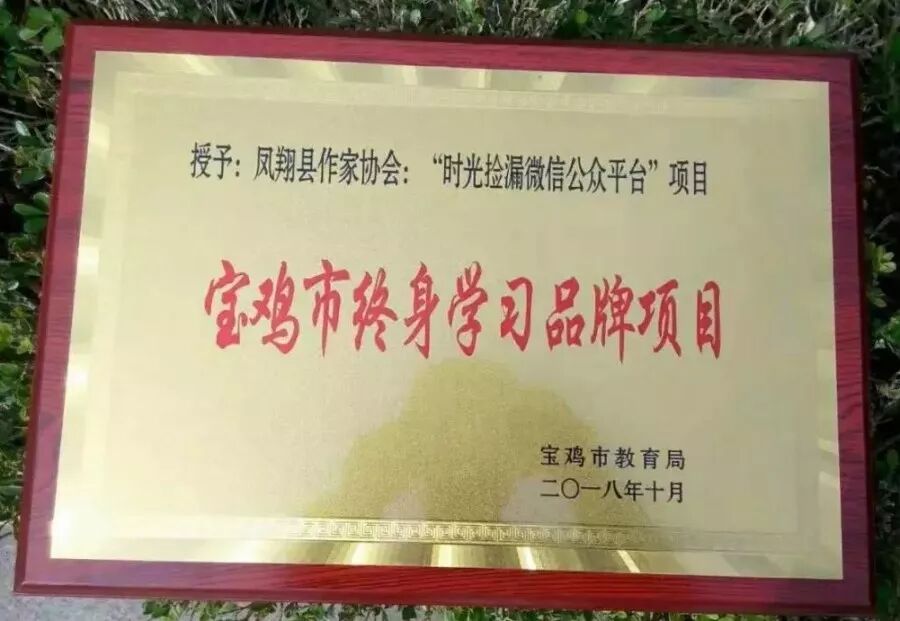 授予：凤翔县作家协会：“时光捡漏微信公众平台”项目
宝鸡市终身学习品牌项目
宝鸡市教育局
二〇一八年十月